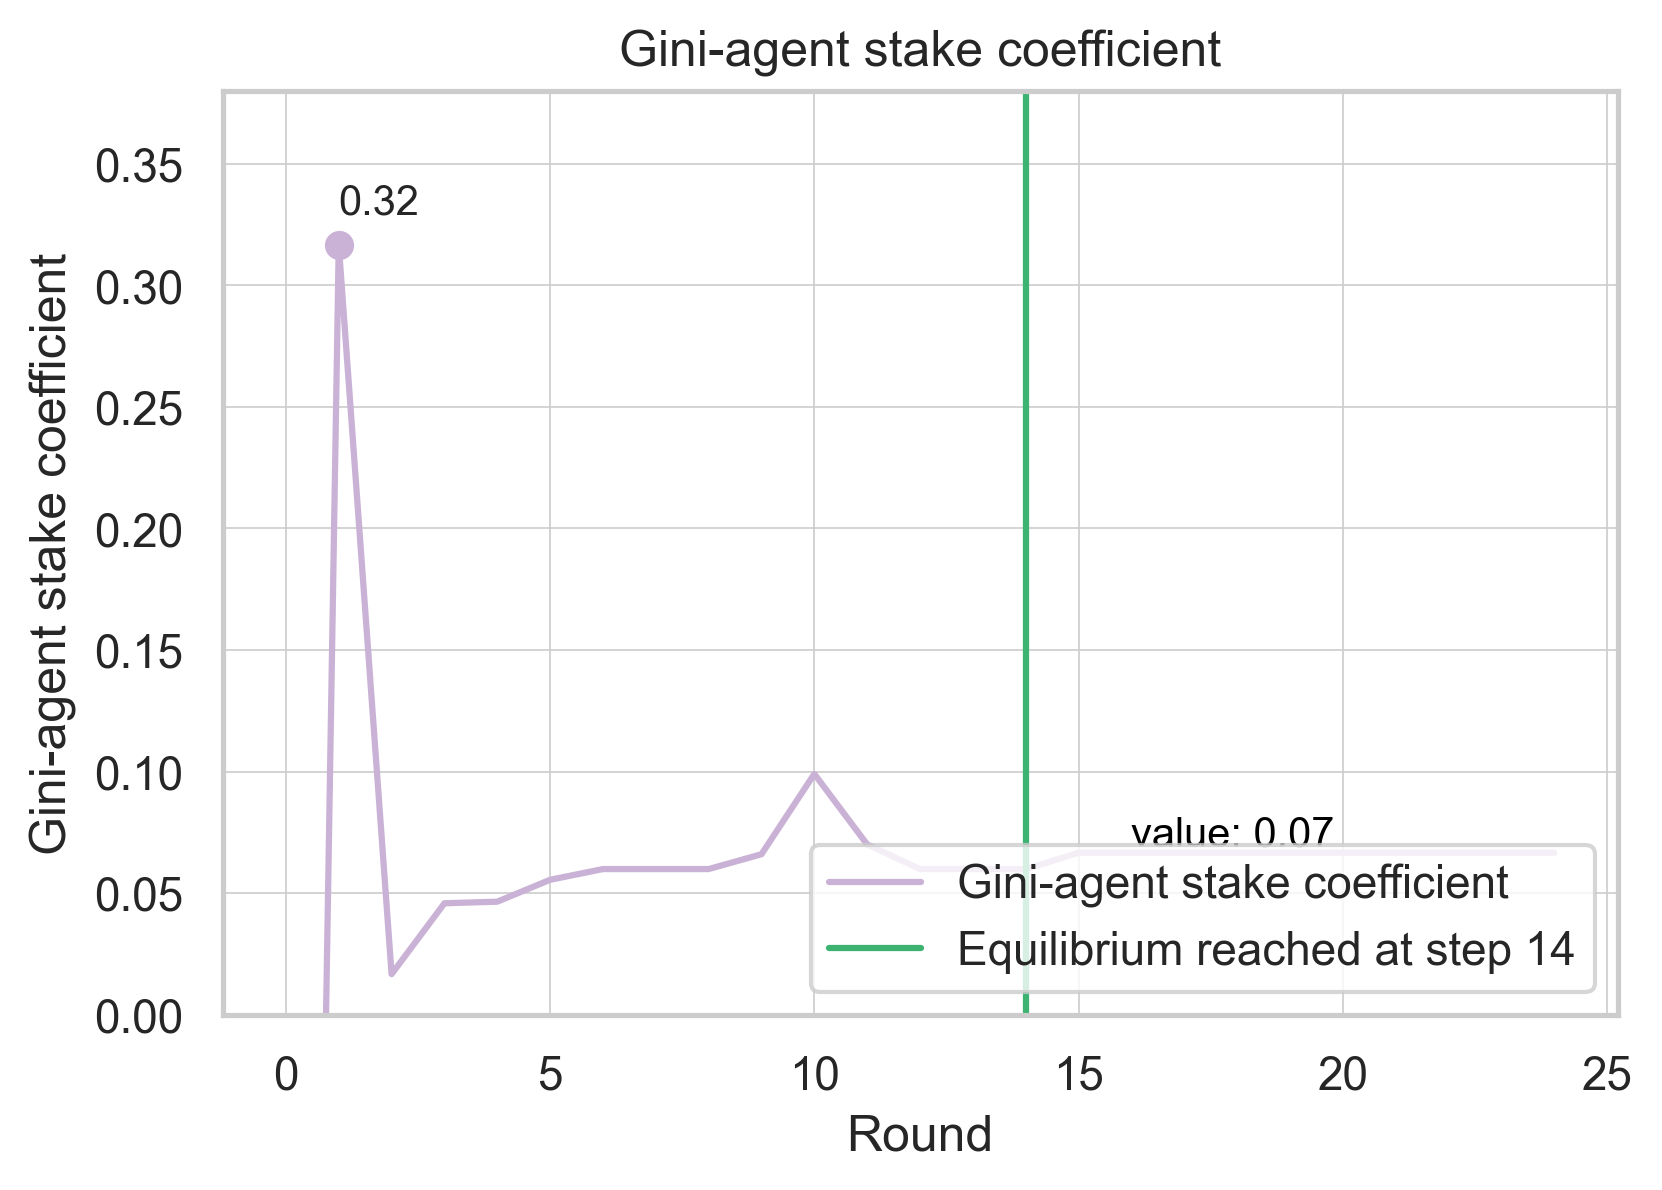 Gini-agent stake coefficient
Gini-agent stake coefficient
0.35
0.30
0.25
0.20
0.15
0.10
0.05
0.00
0.32
value: 0.07
Gini-agent stake coefficient
Equilibrium reached at step 14
0
5
10
15
20
25
Round